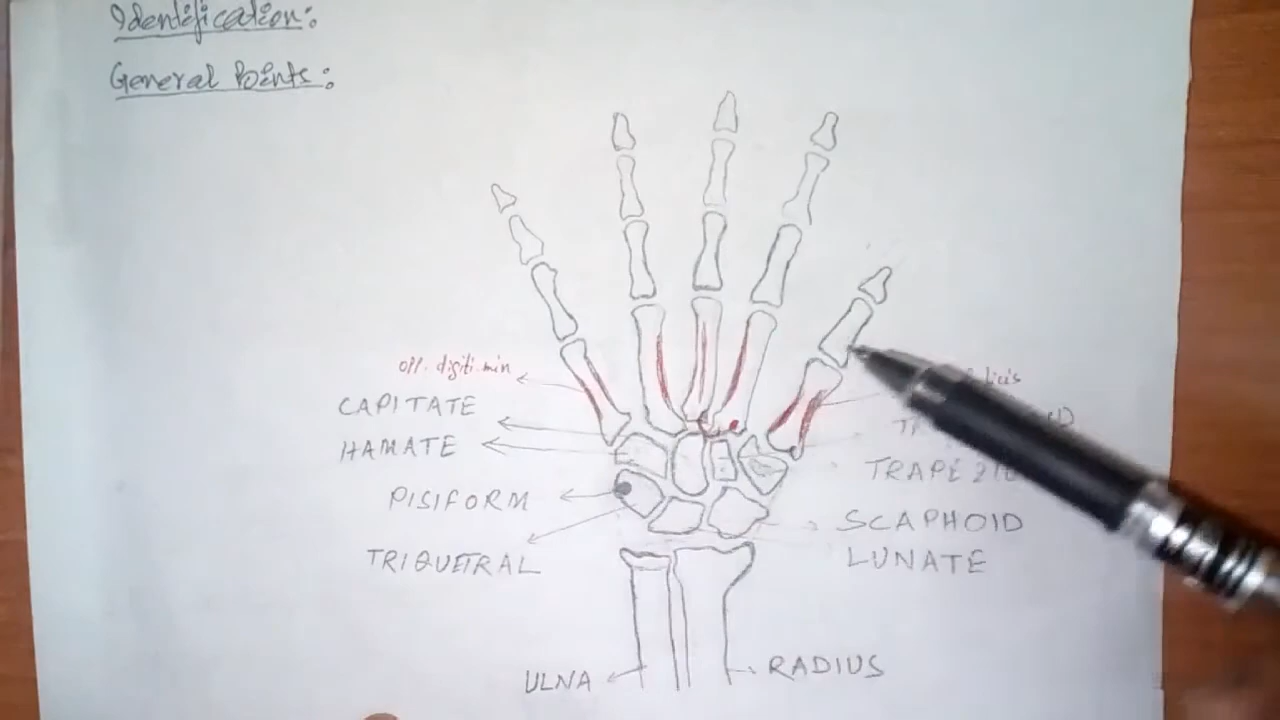 Identification:
General Points:
opp. digiti.min
CAPITATE
HAMATE
PISIFORM
TRIQUETRAL
SCAPHOID
LUNATE
ULNA
RADIUS